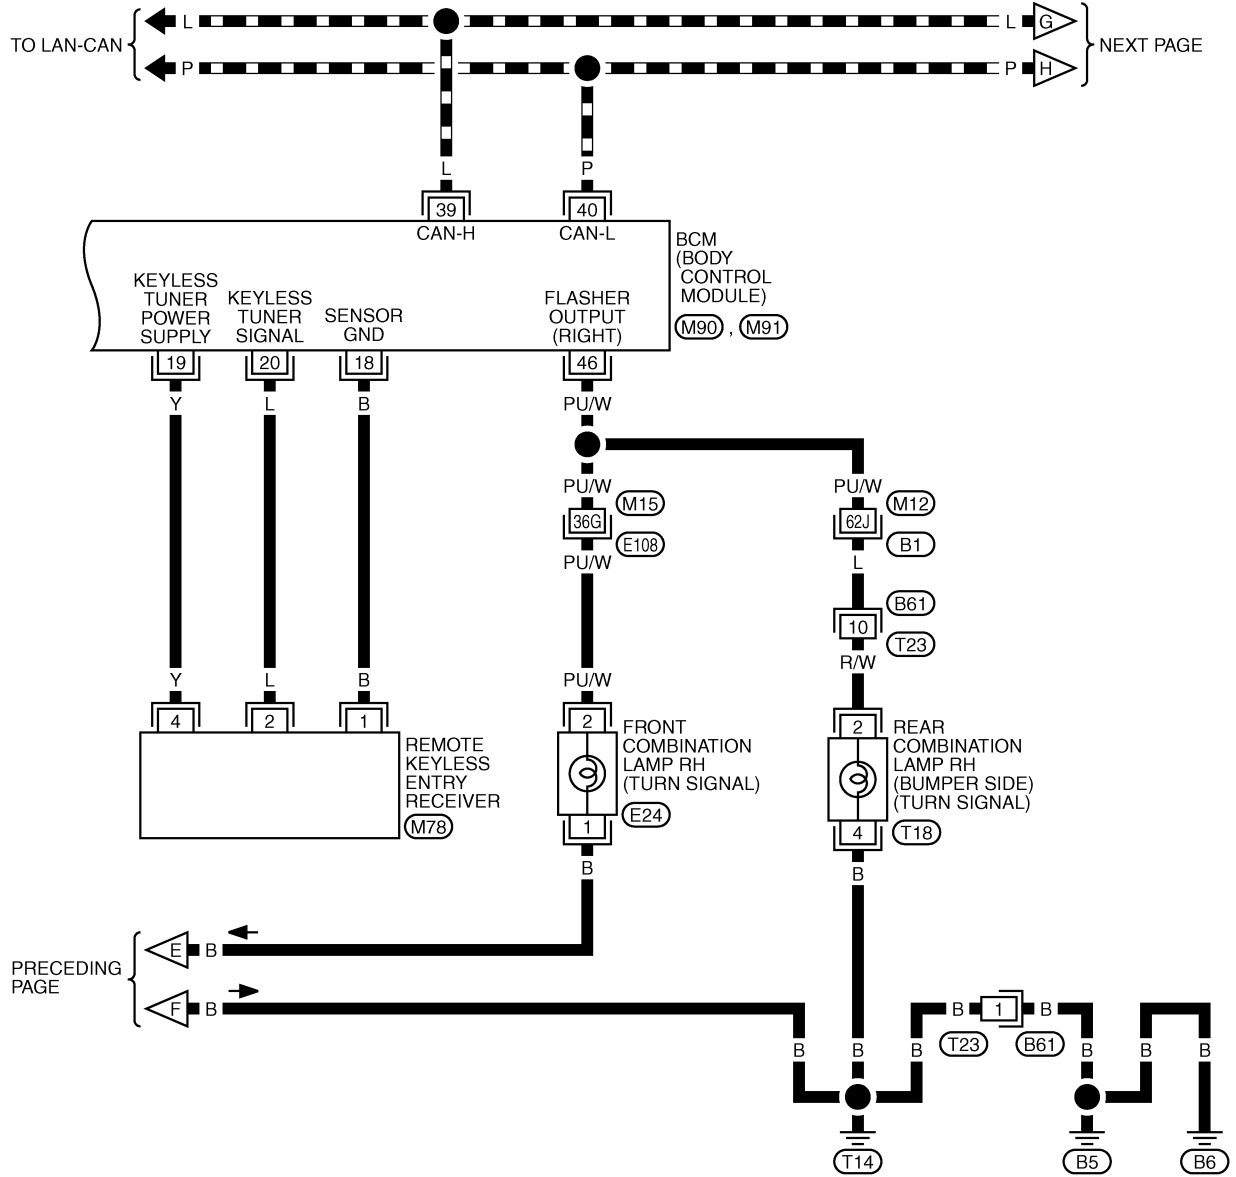 TO LAN-CAN
L
L
G
P
P
H
NEXT PAGE
L
P
39
40
CAN-H
CAN-L
BCM
(BODY
CONTROL
MODULE)
M90 , M91
KEYLESS
TUNER
POWER
SUPPLY
KEYLESS
TUNER
SIGNAL
SENSOR
GND
FLASHER
OUTPUT
(RIGHT)
19
20
18
46
Y
L
B
PU/W
PU/W
PU/W
M15
36G
E108
PU/W
M12
62J
B1
L
B61
10
T23
R/W
Y
L
B
PU/W
4
2
1
2
2
REMOTE
KEYLESS
ENTRY
RECEIVER
M78
FRONT
COMBINATION
LAMP RH
(TURN SIGNAL)
E24
REAR
COMBINATION
LAMP RH
(BUMPER SIDE)
(TURN SIGNAL)
T18
1
4
B
B
PRECEDING
PAGE
E
B
F
B
B
1
B
T23
B61
B
B
B
B
B
B
T14
B5
B6